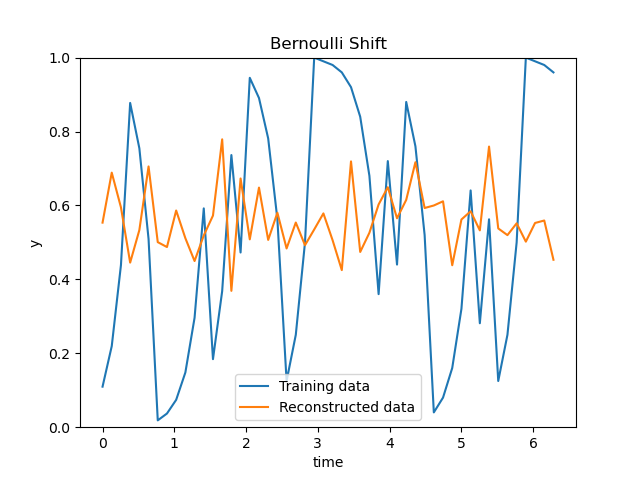 Bernoulli Shift
1.0
0.8
0.6
0.4
0.2
0.0
y
Training data
Reconstructed data
0 1 2 3 4 5 6
time